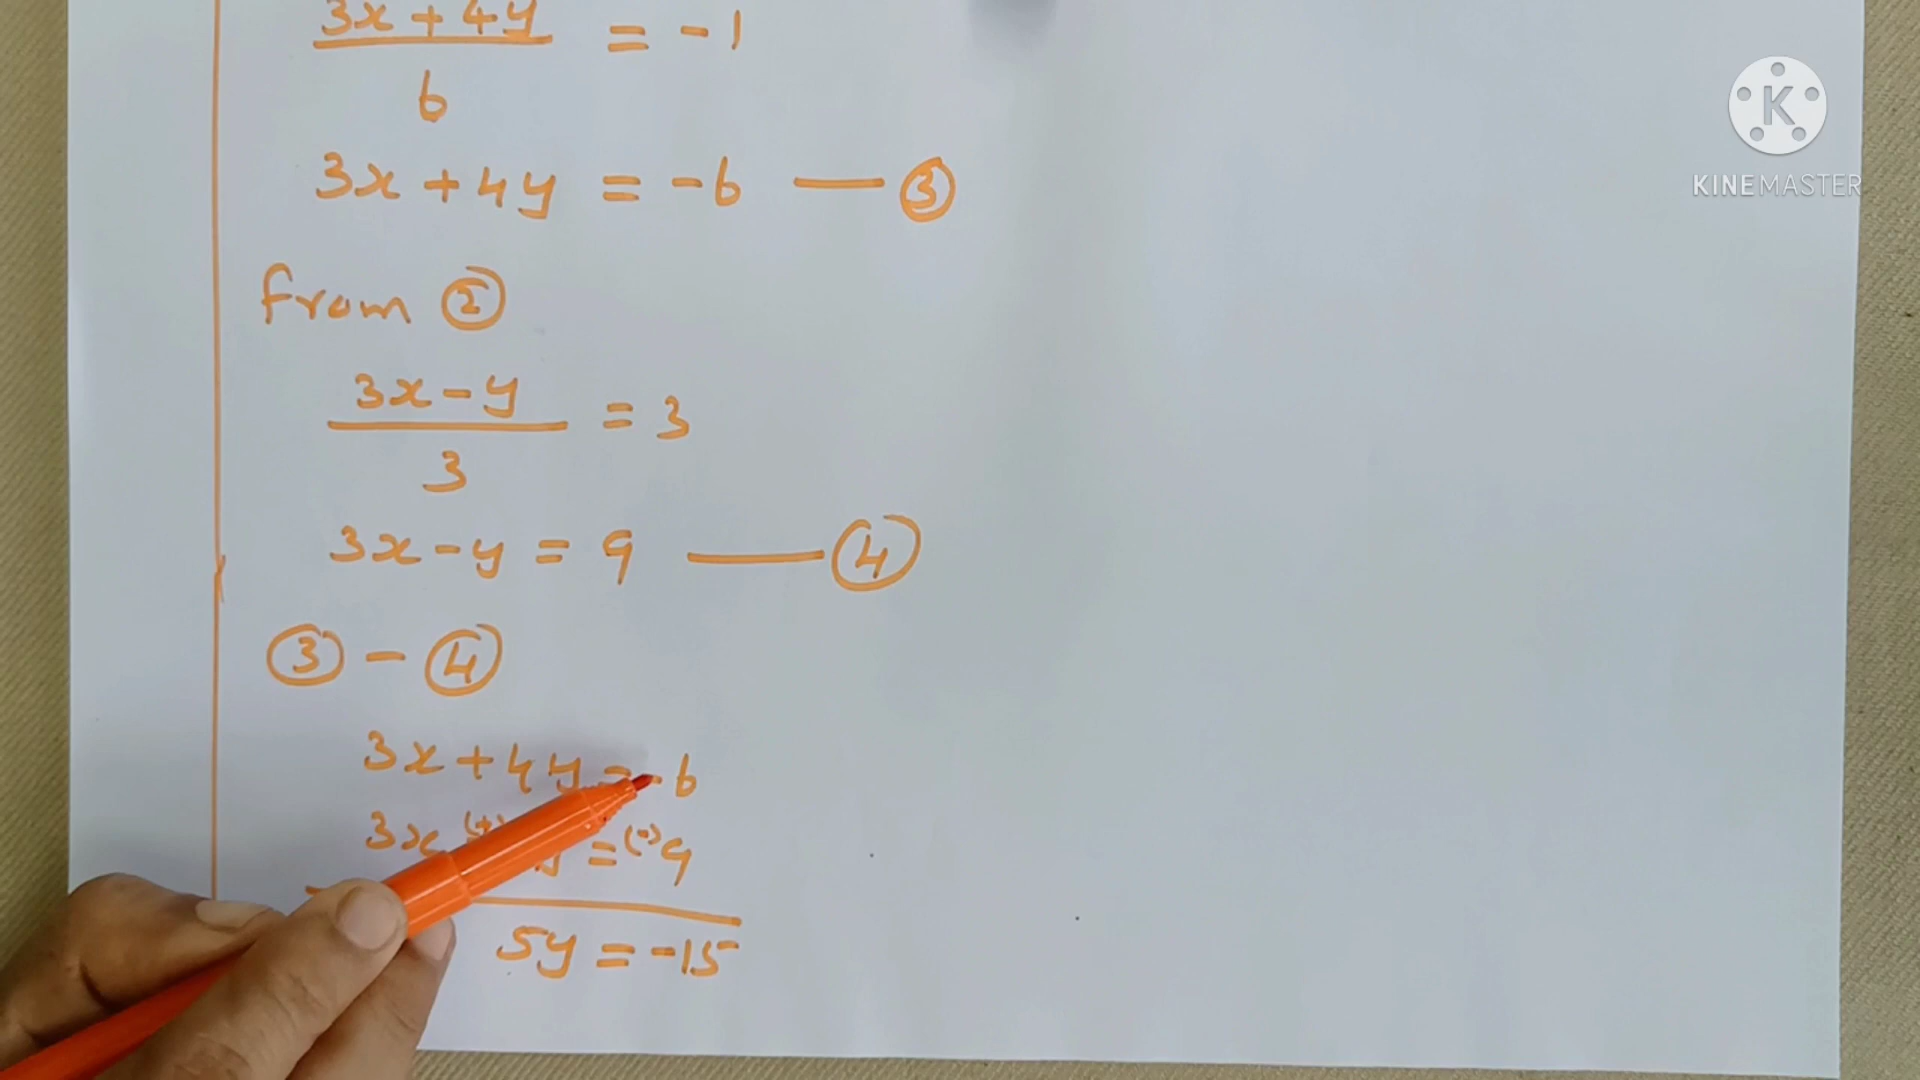 3x + 4y = -1
6
3x + 4y = -6 — ③
from ②
3x - y = 3
3
3x - y = 9 — ④
③ - ④
3x + 4y = -6
3x (+) y = (-) 9
5y = -15
K
KINEMASTER